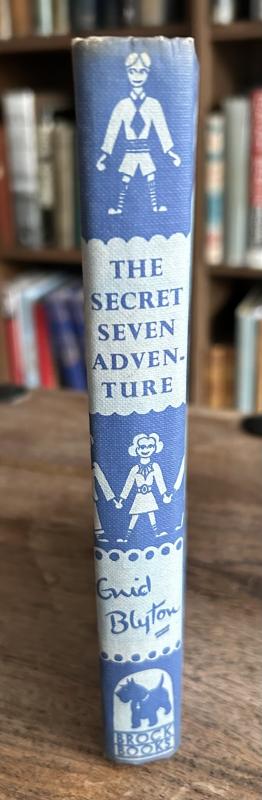 THE
SECRET
SEVEN
ADVEN-
TURE
Enid
Blyton
BROCK
BOOKS